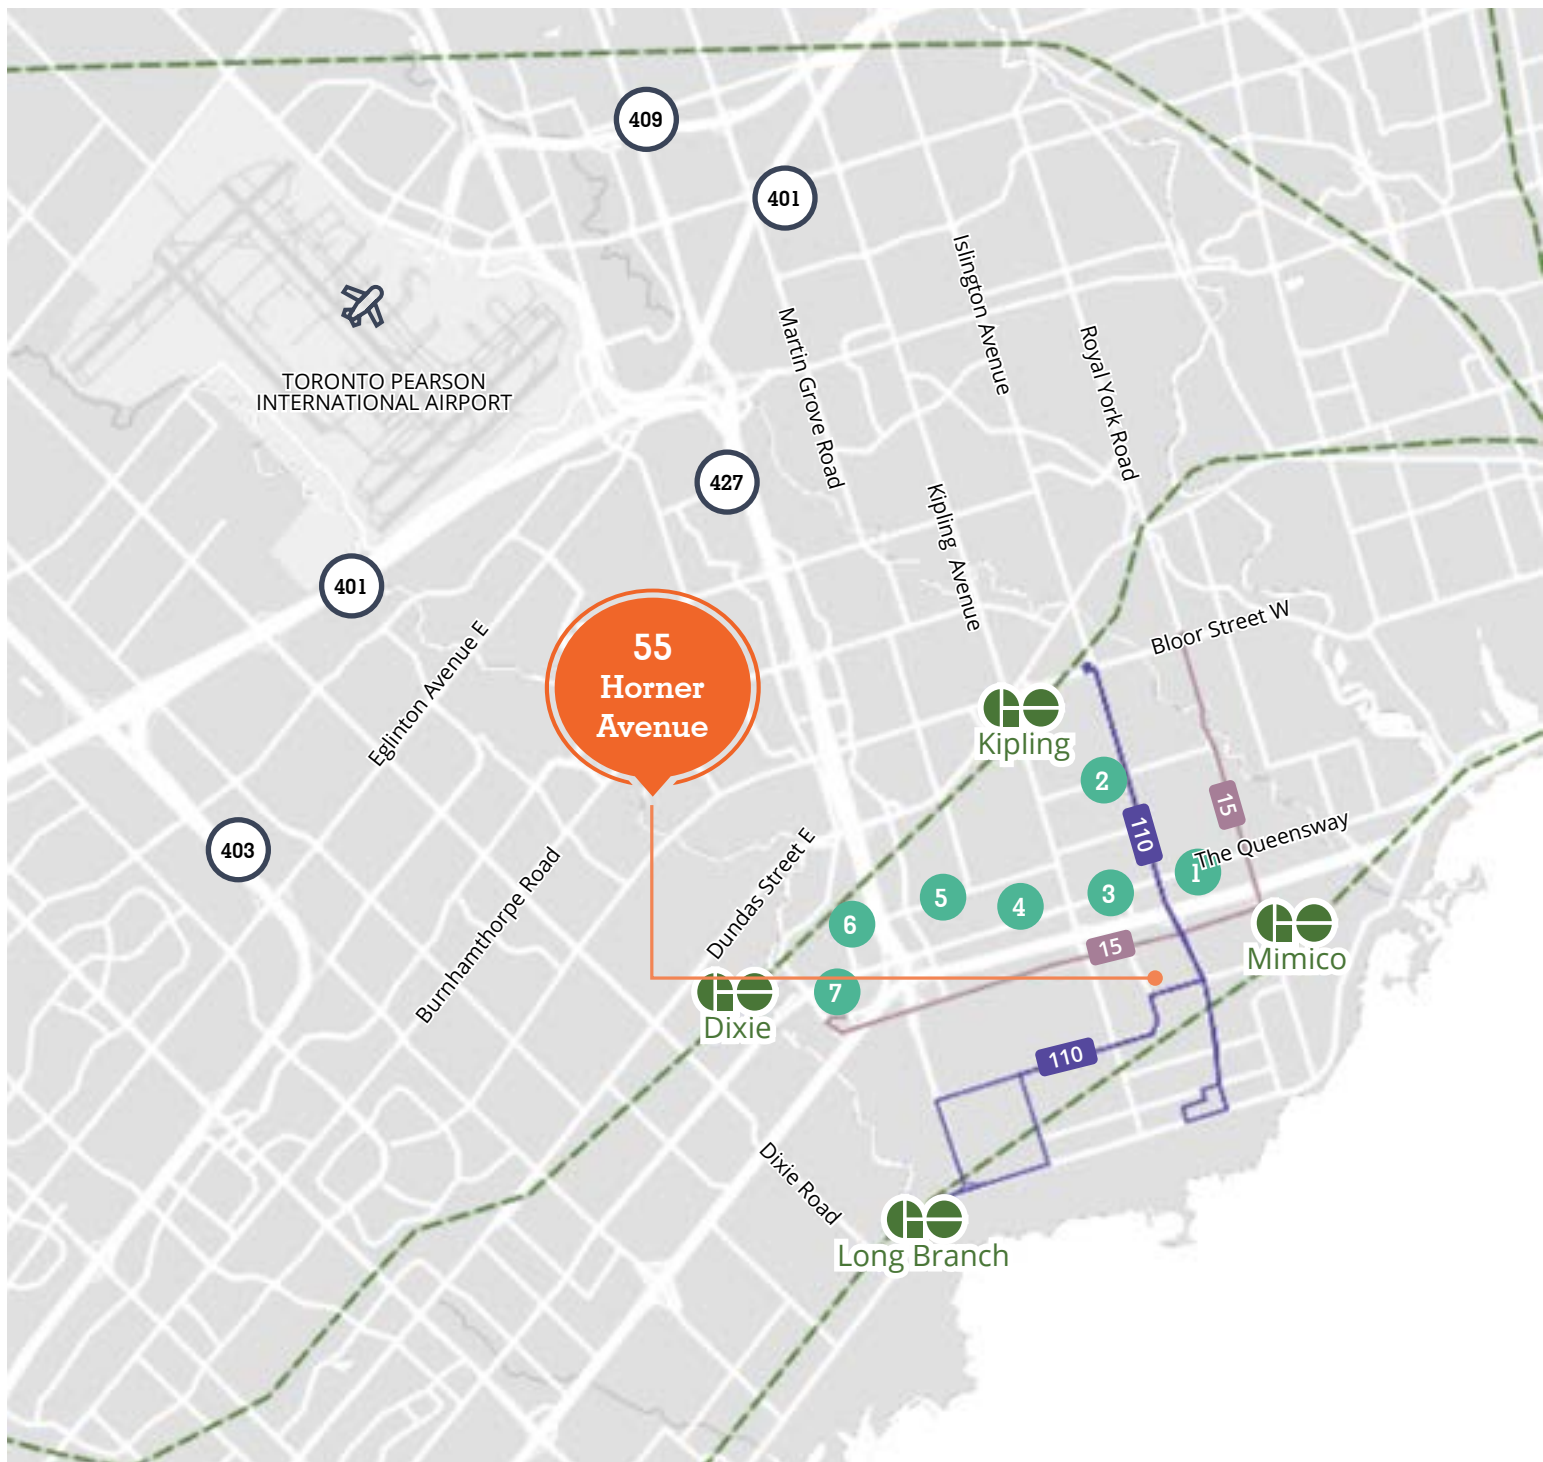 409
401
Islington Avenue
Martin Grove Road
Royal York Road
TORONTO PEARSON
INTERNATIONAL AIRPORT
427
Kipling Avenue
401
Bloor Street W
Eglinton Avenue E
55
Horner
Avenue
Kipling
2
15
110
The Queensway
403
1
Burnhamthorpe Road
Dundas Street E
5
4
3
6
15
Mimico
7
Dixie
110
Dixie Road
Long Branch